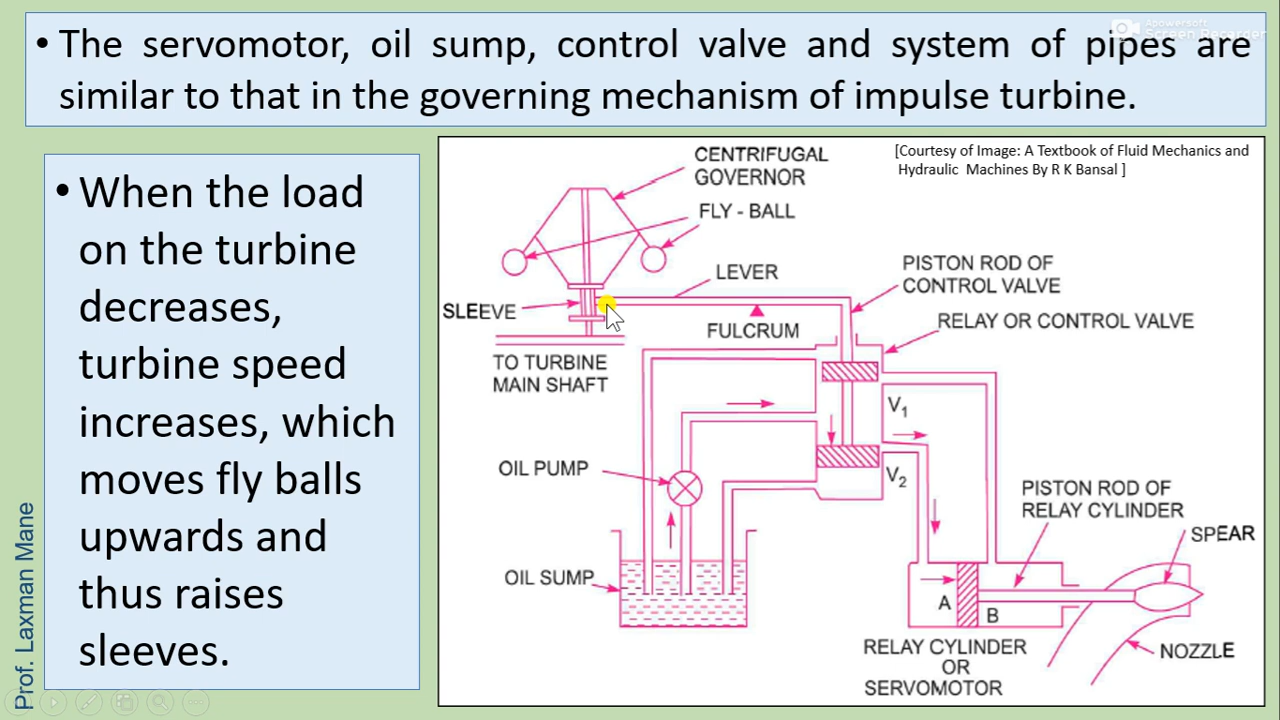 • The servomotor, oil sump, control valve and system of pipes are
similar to that in the governing mechanism of impulse turbine.
Apowersoft
Screen Recorder
• When the load
on the turbine
decreases,
turbine speed
increases, which
moves fly balls
upwards and
thus raises
sleeves.
Prof. Laxman Mane
[Courtesy of Image: A Textbook of Fluid Mechanics and
Hydraulic Machines By R K Bansal ]
CENTRIFUGAL
GOVERNOR
FLY - BALL
LEVER
PISTON ROD OF
CONTROL VALVE
SLEEVE
FULCRUM
RELAY OR CONTROL VALVE
TO TURBINE
MAIN SHAFT
V1
OIL PUMP
V2
PISTON ROD OF
RELAY CYLINDER
SPEAR
OIL SUMP
A
B
RELAY CYLINDER
OR
SERVOMOTOR
NOZZLE